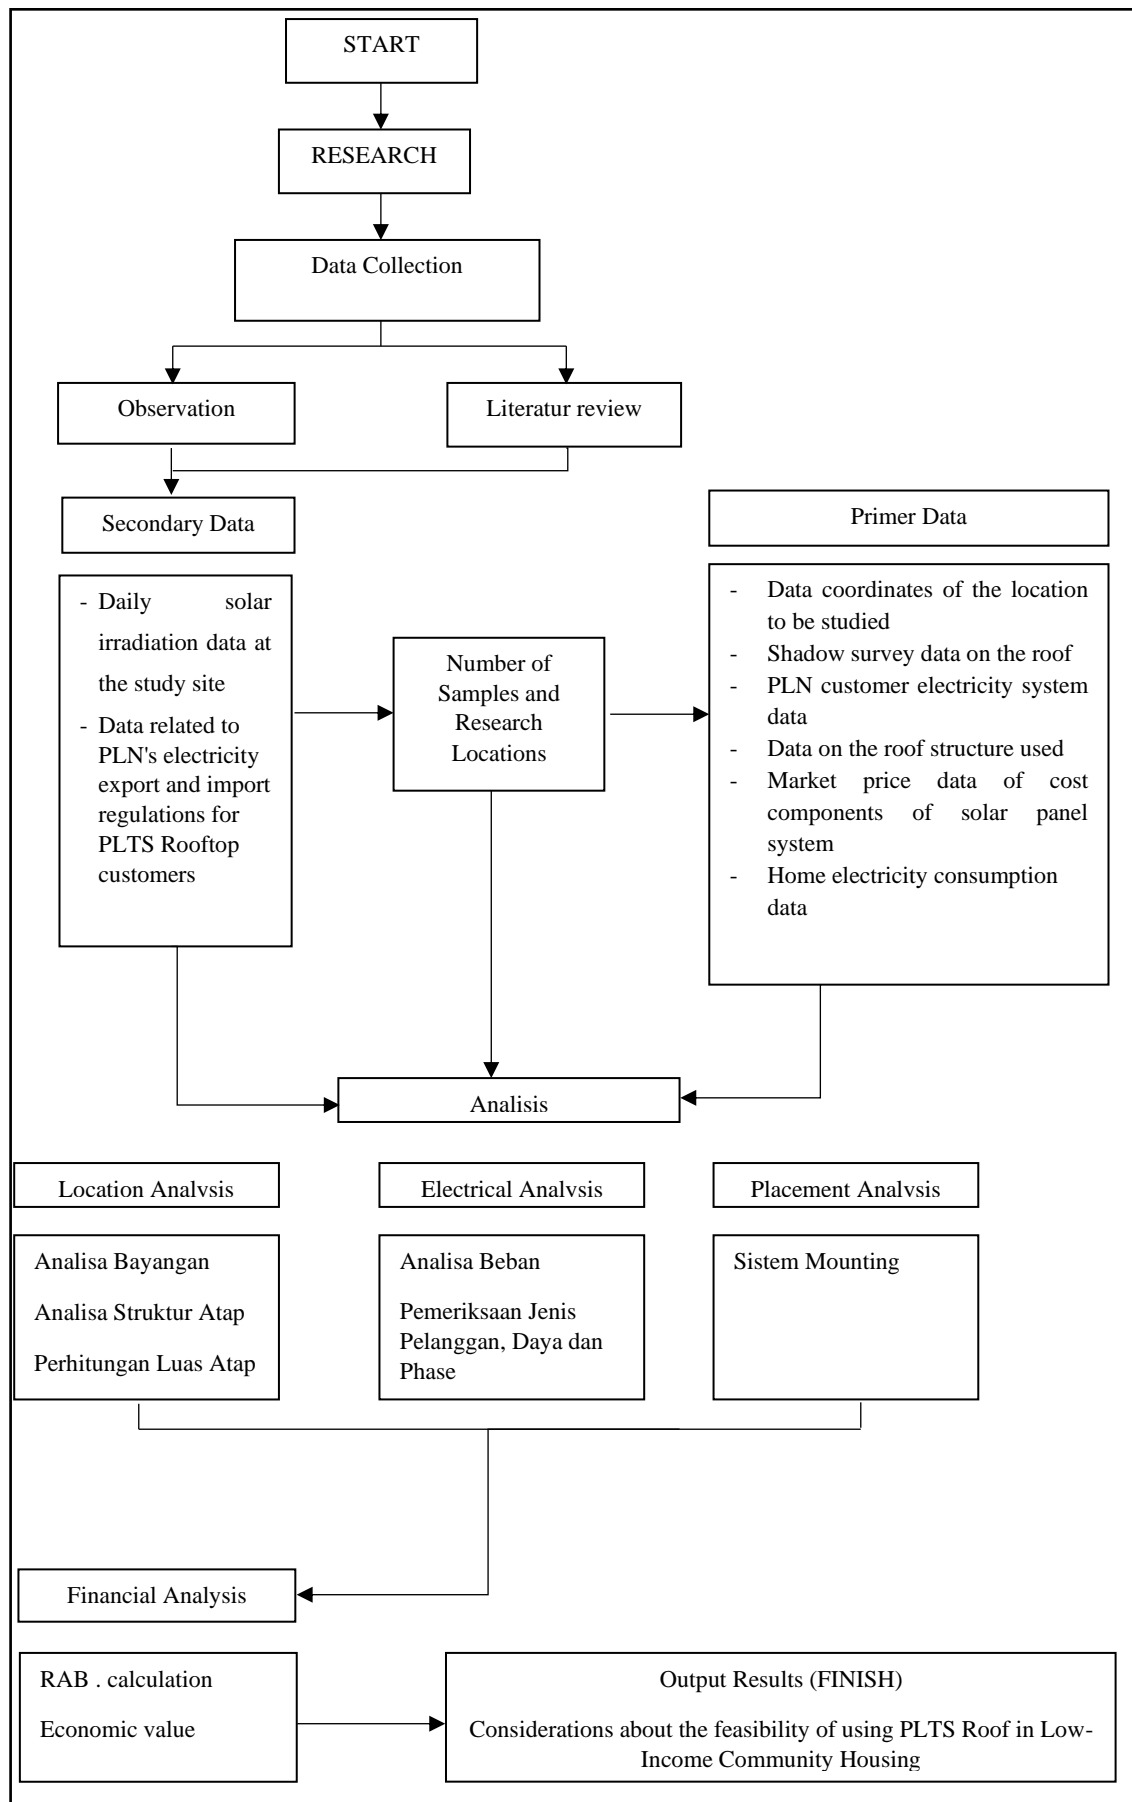 START
RESEARCH
Data Collection
Observation
Literatur review
Secondary Data
Primer Data
- Daily solar
irradiation data at
the study site
- Data related to
PLN's electricity
export and import
regulations for
PLTS Rooftop
customers
Number of
Samples and
Research
Locations
- Data coordinates of the location
to be studied
- Shadow survey data on the roof
- PLN customer electricity system
data
- Data on the roof structure used
- Market price data of cost
components of solar panel
system
- Home electricity consumption
data
Analisis
Location Analysis
Electrical Analysis
Placement Analysis
Analisa Bayangan
Analisa Struktur Atap
Perhitungan Luas Atap
Analisa Beban
Pemeriksaan Jenis
Pelanggan, Daya dan
Phase
Sistem Mounting
Financial Analysis
RAB . calculation
Economic value
Output Results (FINISH)
Considerations about the feasibility of using PLTS Roof in Low-
Income Community Housing